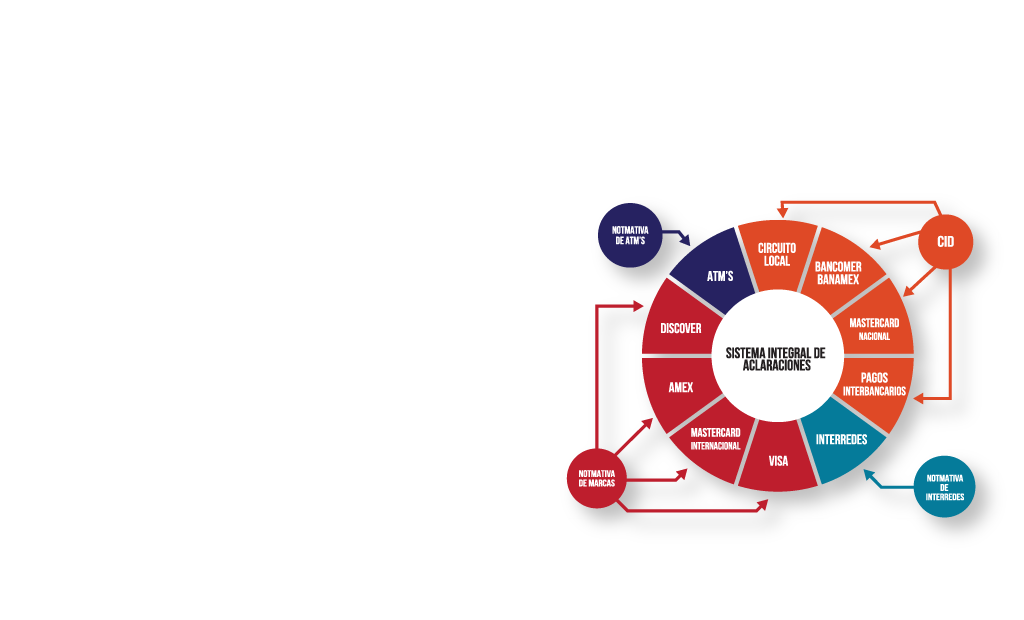 NOTMATIVA
DE ATM'S
CID
CIRCUITO
LOCAL
BANCOMER
BANAMEX
ATM'S
MASTERCARD
NACIONAL
DISCOVER
SISTEMA INTEGRAL DE
ACLARACIONES
PAGOS
INTERBANCARIOS
AMEX
MASTERCARD
INTERNACIONAL
INTERREDES
VISA
NOTMATIVA
DE MARCAS
NOTMATIVA
DE
INTERREDES